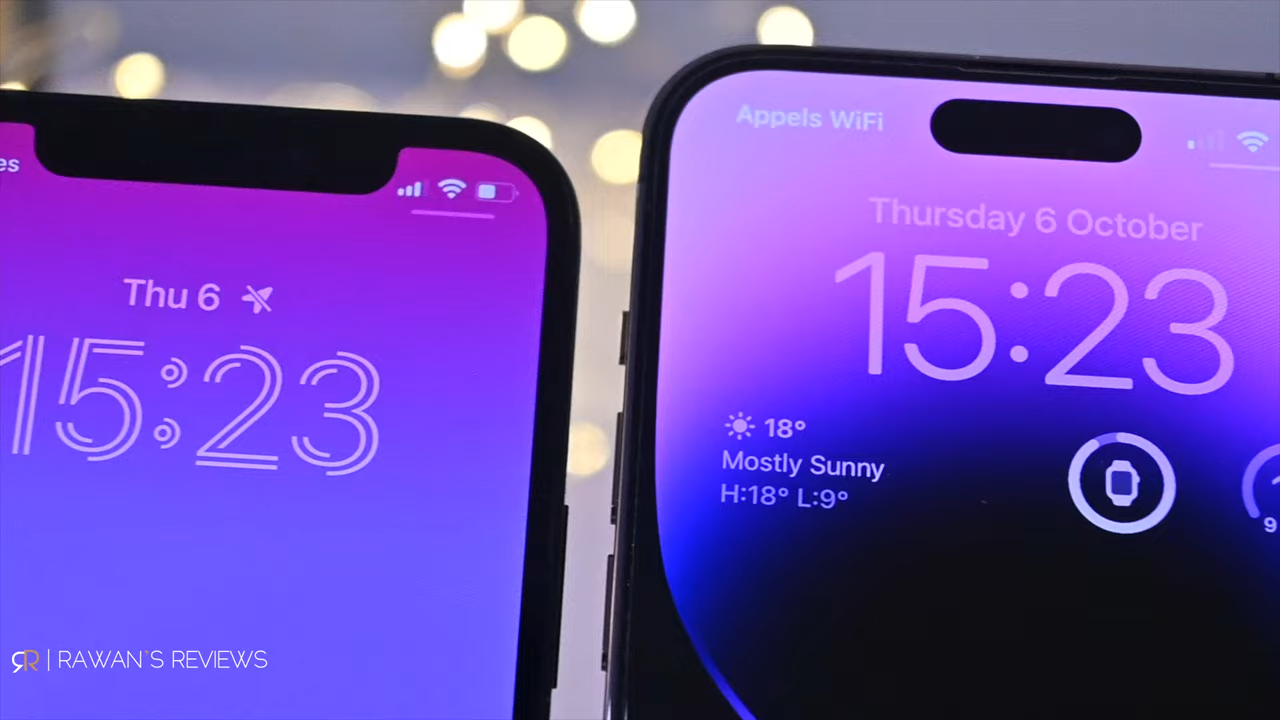 es
Thu 6
15:23
Appels WiFi
Thursday 6 October
15:23
18°
Mostly Sunny
H:18° L:9°
9
RR | RAWAN'S REVIEWS